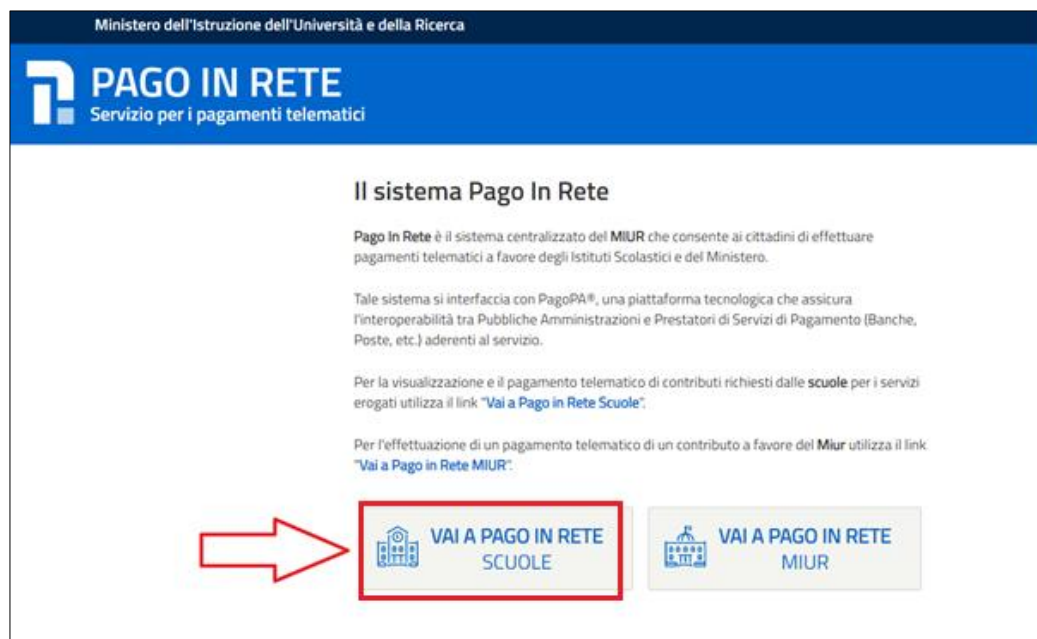 Ministero dell'Istruzione dell'Università e della Ricerca
PAGO IN RETE
Servizio per i pagamenti telematici
Il sistema Pago In Rete
Pago In Rete è il sistema centralizzato del MIUR che consente ai cittadini di effettuare
pagamenti telematici a favore degli Istituti Scolastici e del Ministero.
Tale sistema si interfaccia con PagoPA®, una piattaforma tecnologica che assicura
l'interoperabilità tra Pubbliche Amministrazioni e Prestatori di Servizi di Pagamento (Banche,
Poste, etc.) aderenti al servizio.
Per la visualizzazione e il pagamento telematico di contributi richiesti dalle scuole per i servizi
erogati utilizza il link "Vai a Pago in Rete Scuole".
Per l'effettuazione di un pagamento telematico di un contributo a favore del Miur utilizza il link
"Vai a Pago in Rete MIUR".
VAI A PAGO IN RETE
SCUOLE
VAI A PAGO IN RETE
MIUR